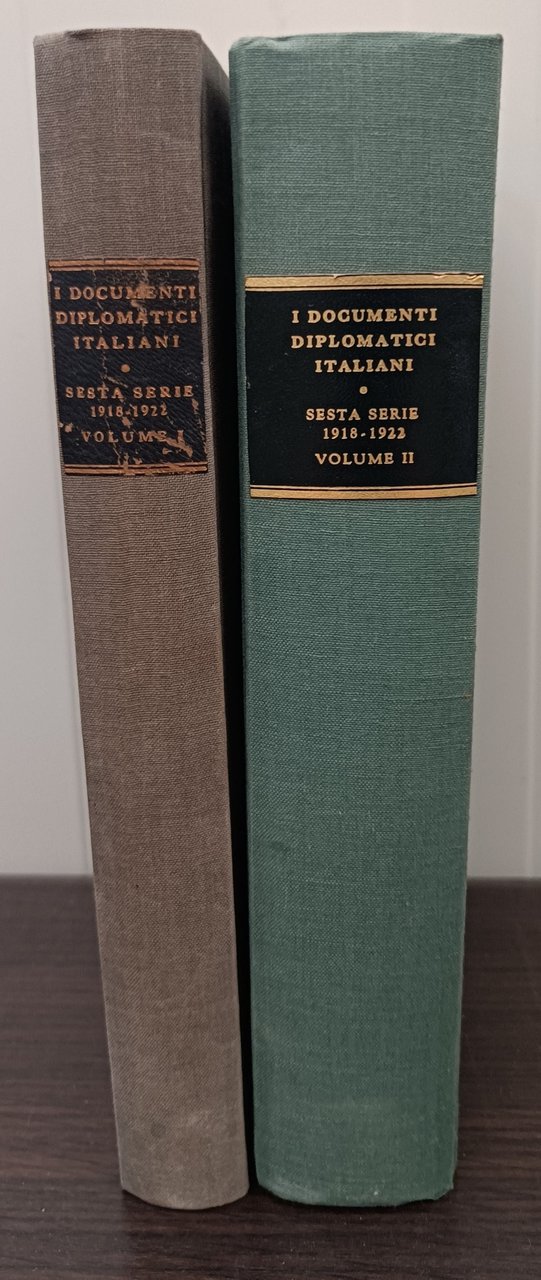 I DOCUMENTI
DIPLOMATICI
ITALIANI
SESTA SERIE
1918-1922
VOLUME I
I DOCUMENTI
DIPLOMATICI
ITALIANI
SESTA SERIE
1918-1922
VOLUME II